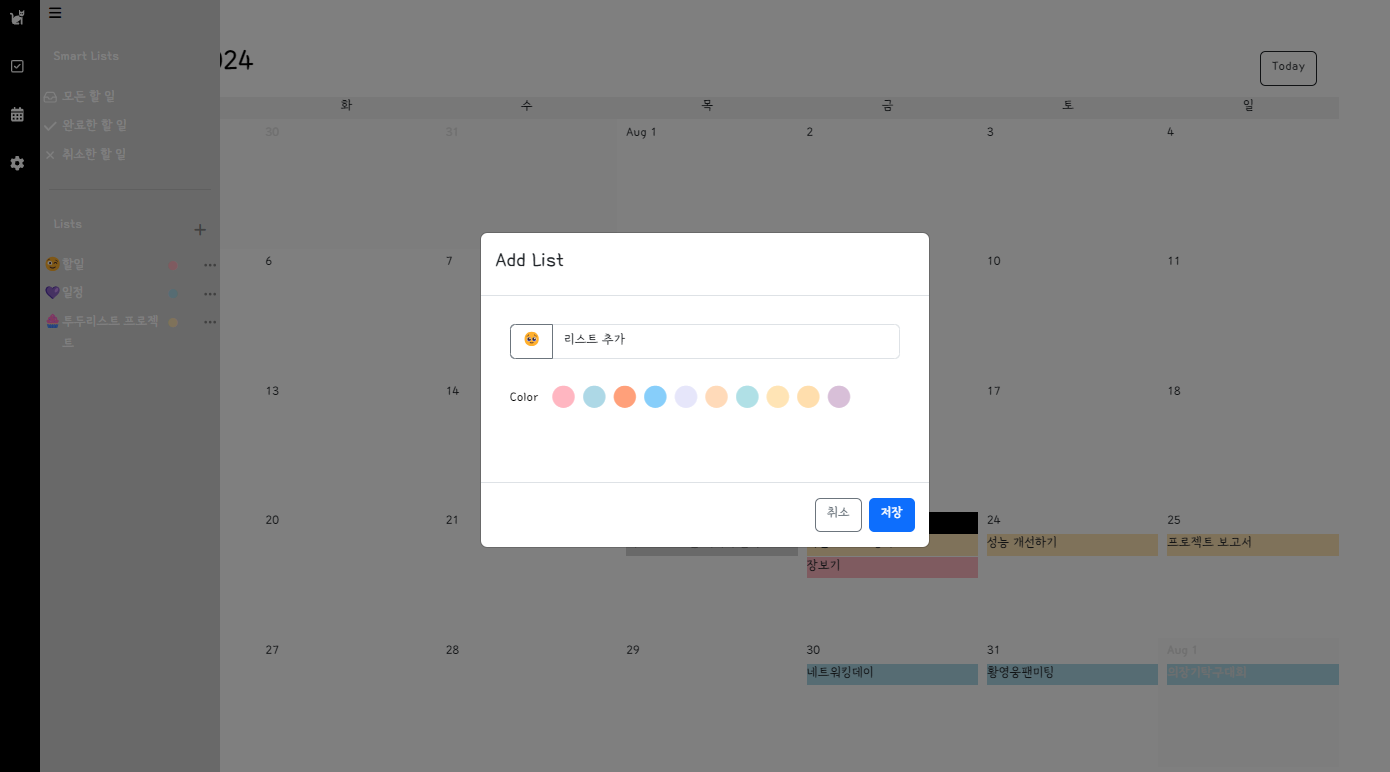 Smart Lists
모든 할 일
완료한 할 일
취소한 할 일
Lists
할일
일정
투두리스트 프로젝
트
024
Today
화 수 목 금 토 일
30 31 Aug 1 2 3 4
6 7 10 11
13 14 17 18
20 21 24 25
성능 개선하기 프로젝트 보고서
장보기
27 28 29 30 31 Aug 1
네트워킹데이 황영웅팬미팅
Add List
리스트 추가
Color
취소 저장